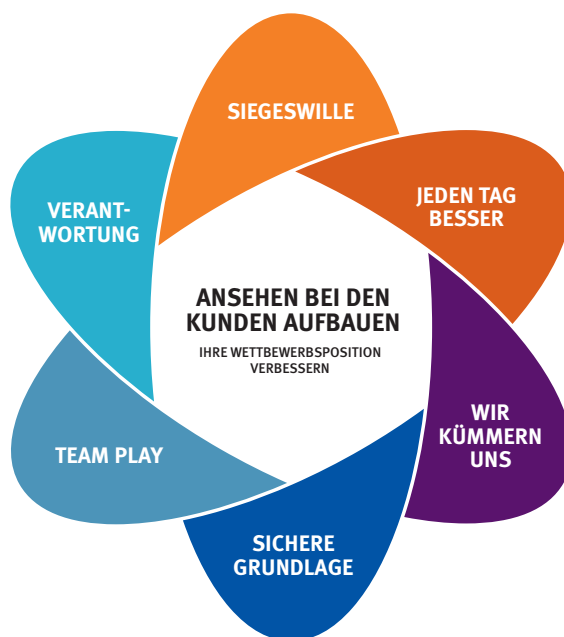 SIEGESWILLE
JEDEN TAG
BESSER
WIR
KÜMMERN
UNS
SICHERE
GRUNDLAGE
TEAM PLAY
VERANT-
WORTUNG
ANSEHEN BEI DEN
KUNDEN AUFBAUEN
IHRE WETTBEWERBSPOSITION
VERBESSERN